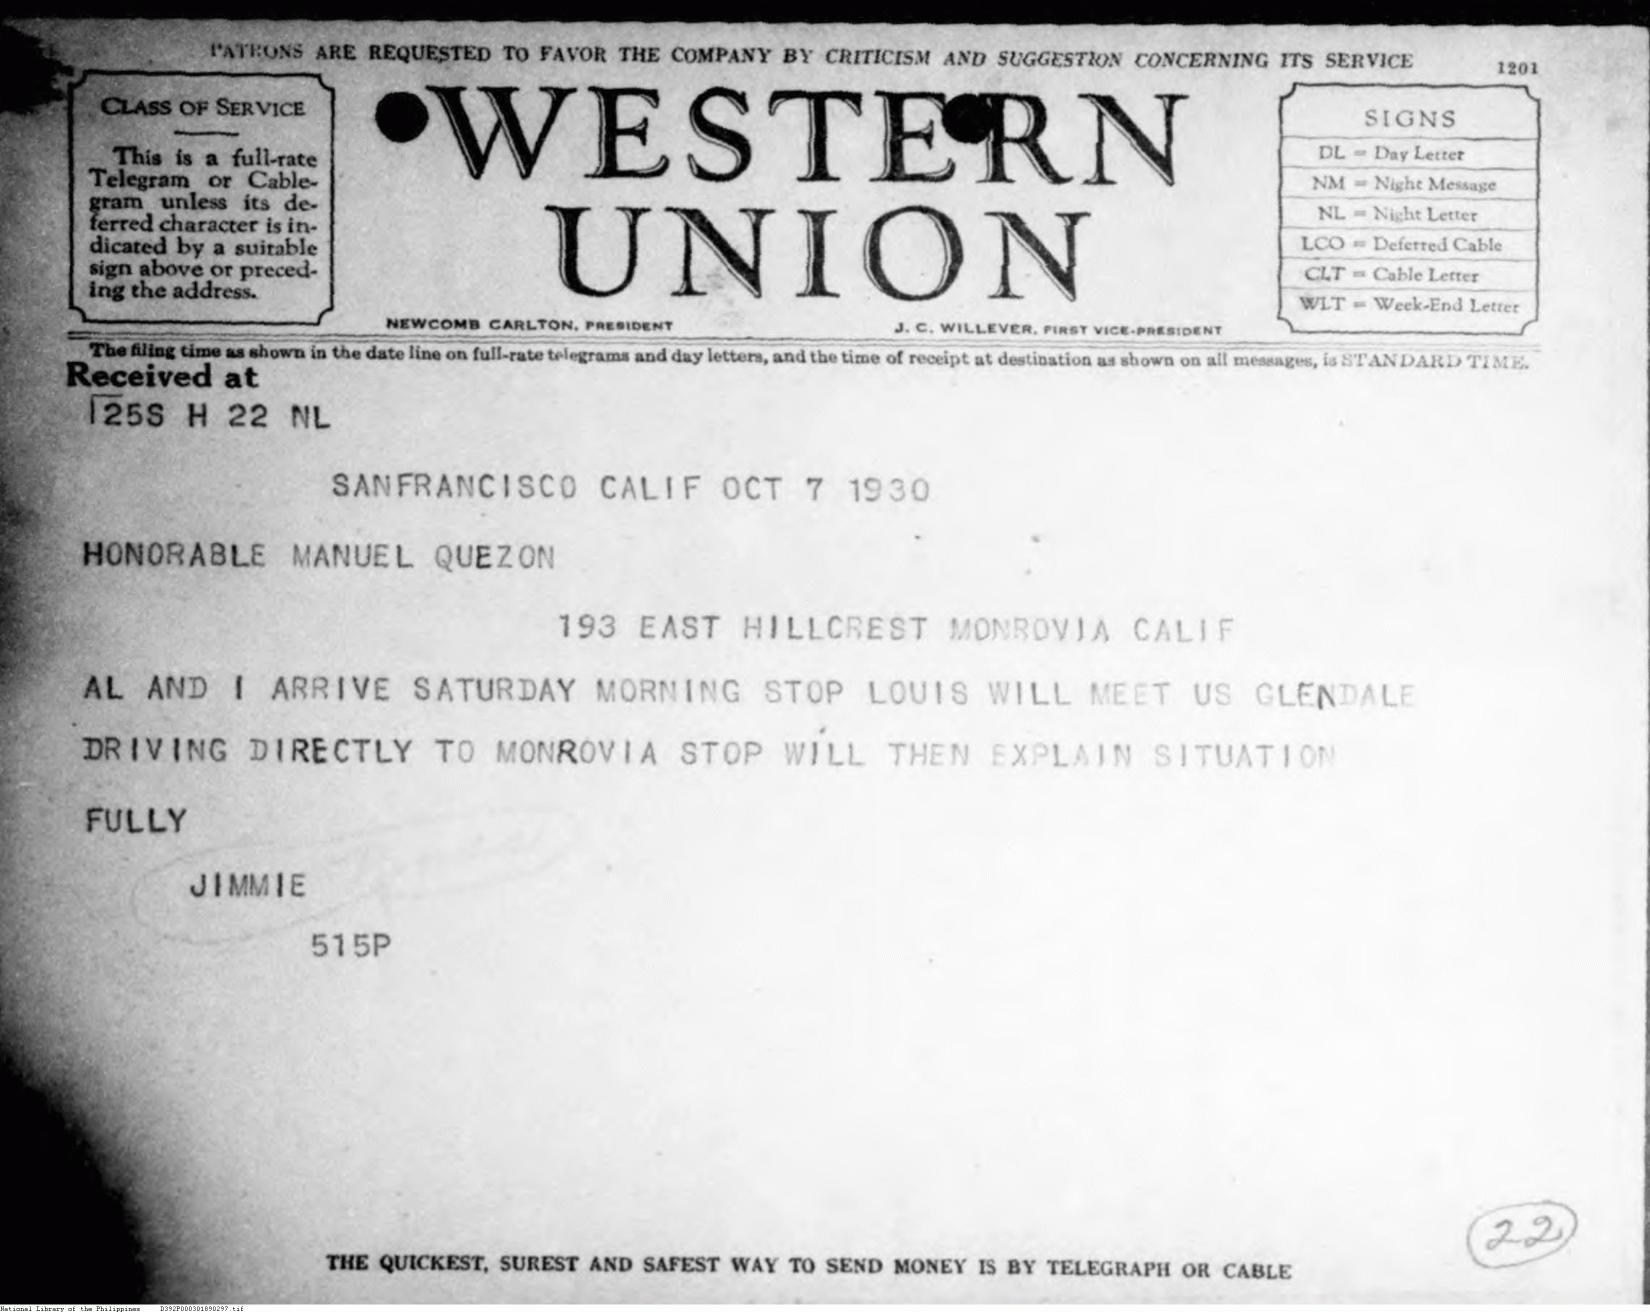 PATRONS ARE REQUESTED TO FAVOR THE COMPANY BY CRITICISM AND SUGGESTION CONCERNING ITS SERVICE
1201
CLASS OF SERVICE
This is a full-rate
Telegram or Cable-
gram unless its de-
ferred character is in-
dicated by a suitable
sign above or preced-
ing the address.
WESTERN
UNION
SIGNS
DL = Day Letter
NM = Night Message
NL = Night Letter
LCO = Deferred Cable
CLT = Cable Letter
WLT = Week-End Letter
NEWCOMB CARLTON, PRESIDENT
J. C. WILLEVER, FIRST VICE-PRESIDENT
The filing time as shown in the date line on full-rate telegrams and day letters, and the time of receipt at destination as shown on all messages, is STANDARD TIME.
Received at
125S H 22 NL
SANFRANCISCO CALIF OCT 7 1930
HONORABLE MANUEL QUEZON
193 EAST HILLCREST MONROVIA CALIF
AL AND I ARRIVE SATURDAY MORNING STOP LOUIS WILL MEET US GLENDALE
DRIVING DIRECTLY TO MONROVIA STOP WILL THEN EXPLAIN SITUATION
FULLY
JIMMIE
515P
22
THE QUICKEST, SUREST AND SAFEST WAY TO SEND MONEY IS BY TELEGRAPH OR CABLE
National Library of the Philippines D392P000301890297.tif